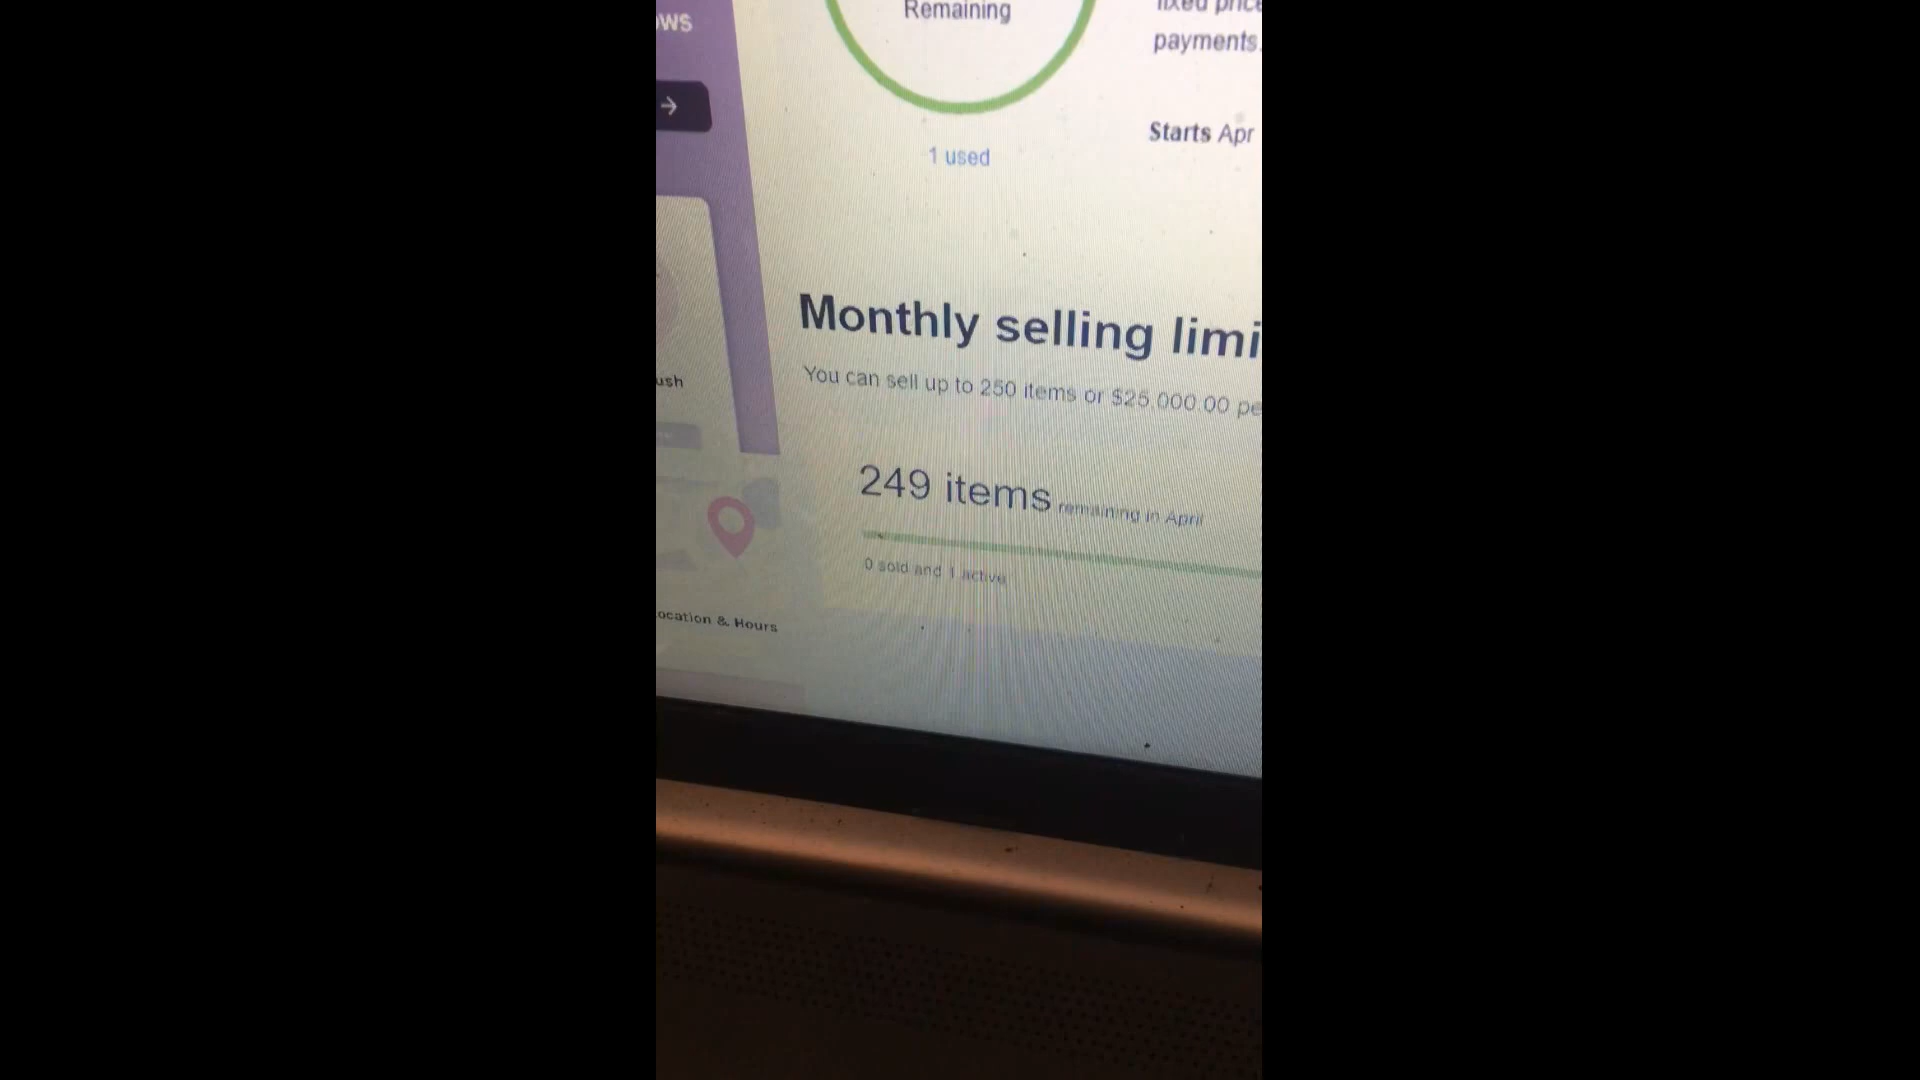 Remaining
payments.
Starts Apr
1 used
Monthly selling limi
You can sell up to 250 items or $25,000.00 pe
249 items remaining in April
0 sold and 1 active
ows
→
ush
ocation & Hours